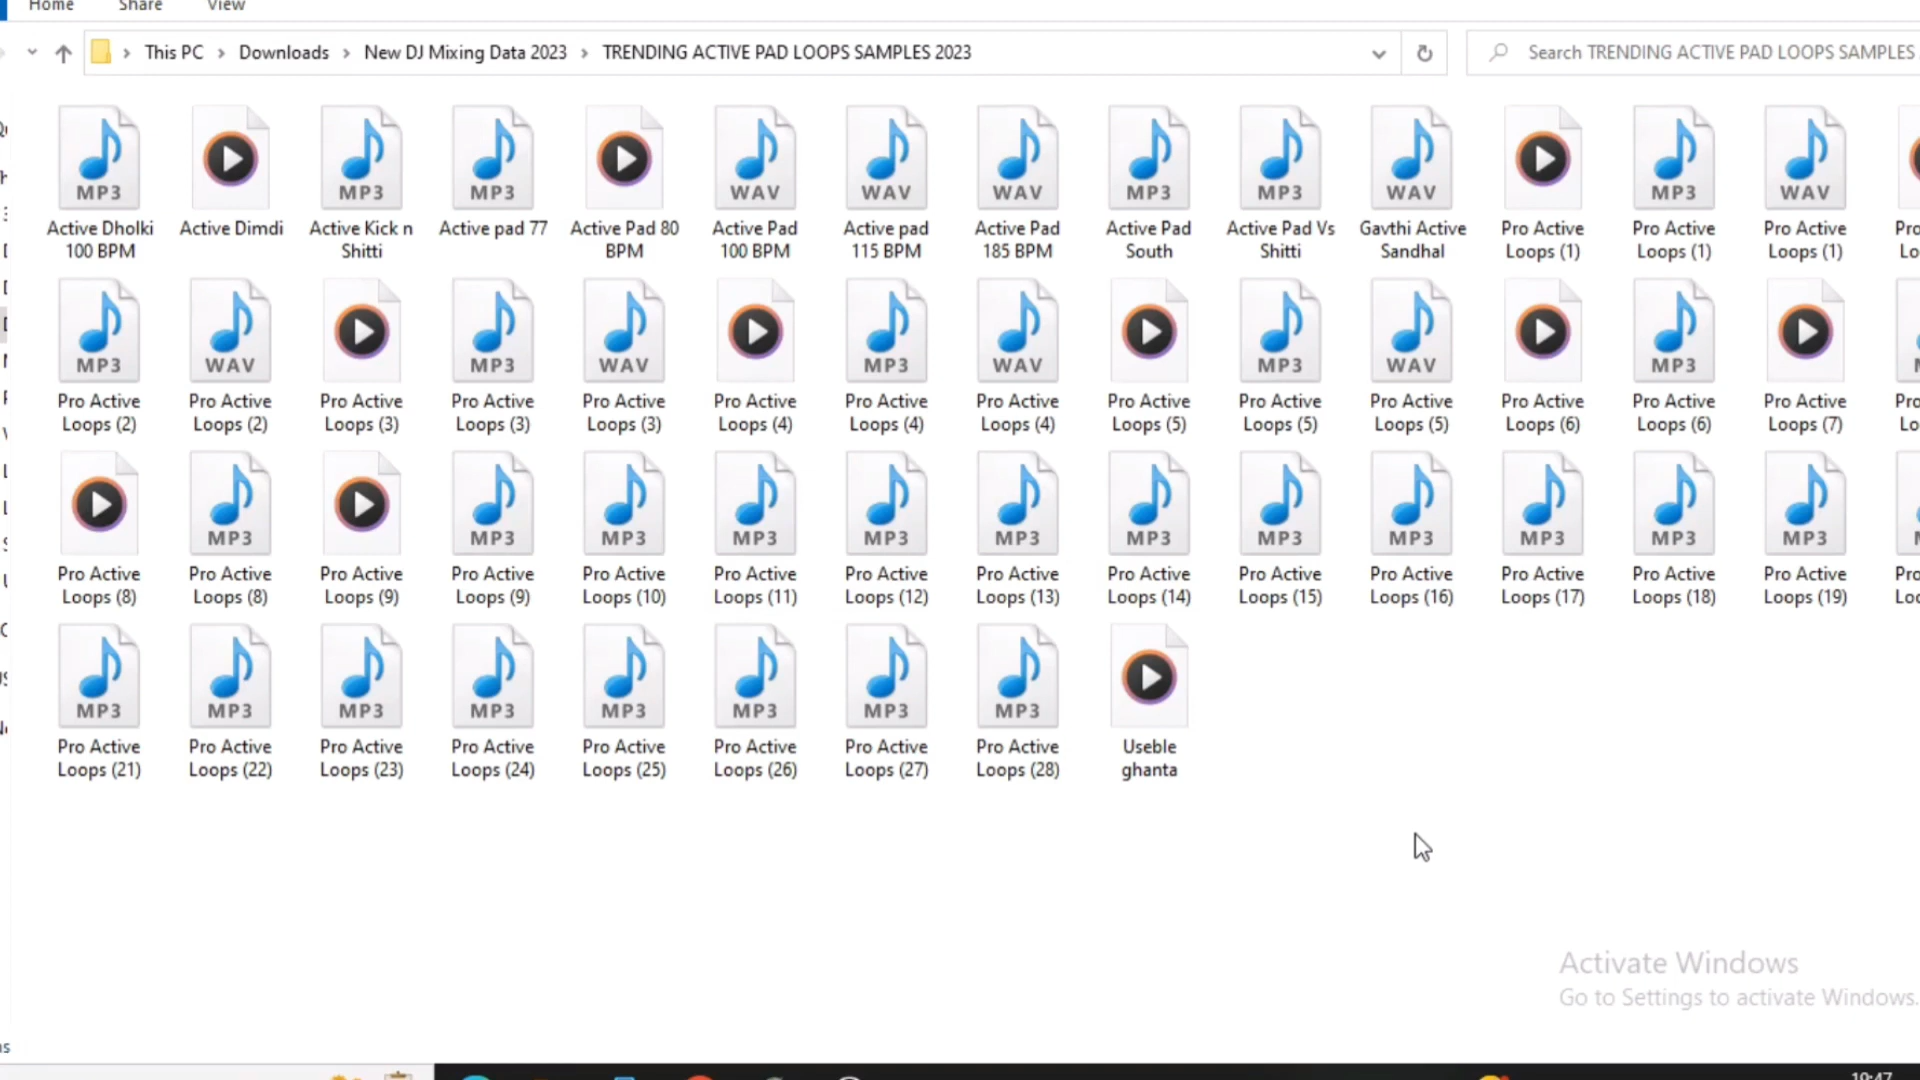 Home Share View
This PC Downloads New DJ Mixing Data 2023 TRENDING ACTIVE PAD LOOPS SAMPLES 2023 Search TRENDING ACTIVE PAD LOOPS SAMPLES
MP3 MP3 MP3 WAV WAV WAV MP3 MP3 WAV MP3 WAV
Active Dholki Active Dimdi Active Kick n Active pad 77 Active Pad 80 Active Pad Active pad Active Pad Active Pad Active Pad Vs Gavthi Active Pro Active Pro Active Pro Active Pro
100 BPM Shitti BPM 100 BPM 115 BPM 185 BPM South Shitti Sandhal Loops (1) Loops (1) Loops (1) Lo
MP3 WAV MP3 WAV MP3 WAV MP3 WAV MP3
Pro Active Pro Active Pro Active Pro Active Pro Active Pro Active Pro Active Pro Active Pro Active Pro Active Pro Active Pro Active Pro Active Pro Active Pro
Loops (2) Loops (2) Loops (3) Loops (3) Loops (3) Loops (4) Loops (4) Loops (4) Loops (5) Loops (5) Loops (5) Loops (6) Loops (6) Loops (7) Lo
MP3 MP3 MP3 MP3 MP3 MP3 MP3 MP3 MP3 MP3 MP3 MP3
Pro Active Pro Active Pro Active Pro Active Pro Active Pro Active Pro Active Pro Active Pro Active Pro Active Pro Active Pro Active Pro Active Pro Active Pro
Loops (8) Loops (8) Loops (9) Loops (9) Loops (10) Loops (11) Loops (12) Loops (13) Loops (14) Loops (15) Loops (16) Loops (17) Loops (18) Loops (19) Loo
MP3 MP3 MP3 MP3 MP3 MP3 MP3 MP3
Pro Active Pro Active Pro Active Pro Active Pro Active Pro Active Pro Active Pro Active Useble
Loops (21) Loops (22) Loops (23) Loops (24) Loops (25) Loops (26) Loops (27) Loops (28) ghanta
Activate Windows
Go to Settings to activate Windows.
19:47